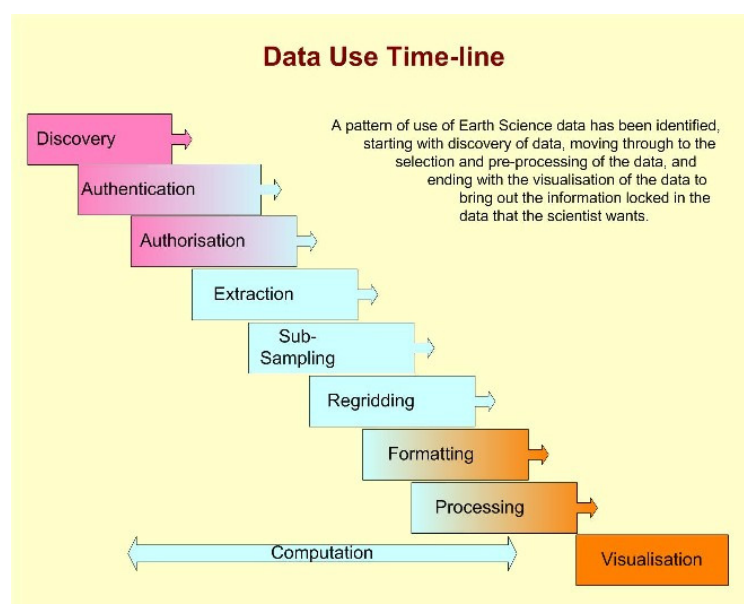 Data Use Time-line
Discovery
A pattern of use of Earth Science data has been identified,
starting with discovery of data, moving through to the
selection and pre-processing of the data, and
ending with the visualisation of the data to
bring out the information locked in the
data that the scientist wants.
Authentication
Authorisation
Extraction
Sub-
Sampling
Regridding
Formatting
Processing
Computation
Visualisation